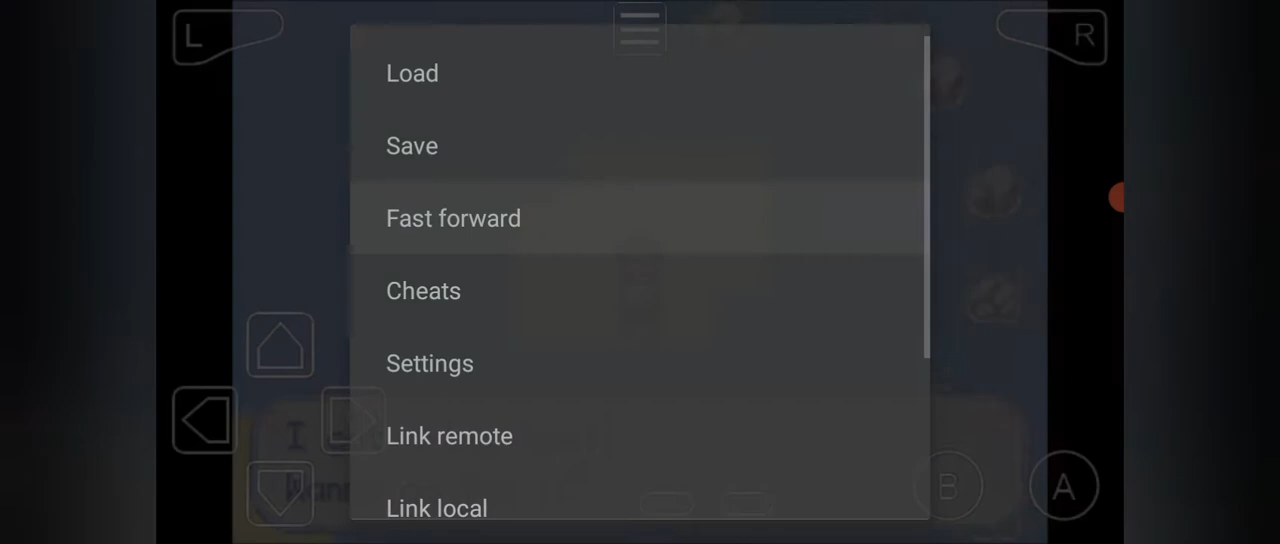 L
R
Load
Save
Fast forward
Cheats
Settings
Link remote
Link local
B
A